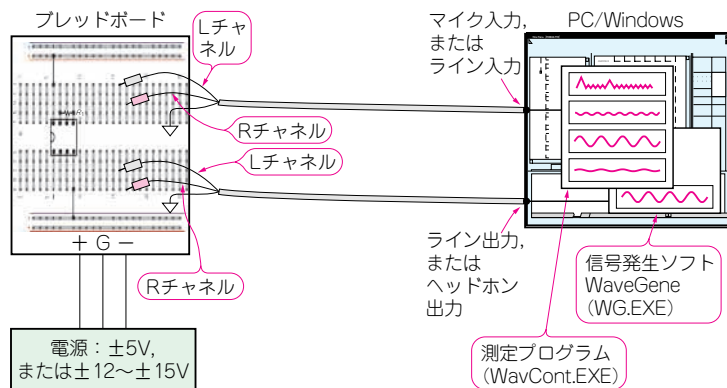 ブレッドボード
Lチャ
ネル
Rチャネル
Lチャネル
Rチャネル
+ G −
電源：±5V,
または±12〜±15V
マイク入力,
または
ライン入力
PC/Windows
ライン出力,
または
ヘッドホン
出力
信号発生ソフト
WaveGene
(WG.EXE)
測定プログラム
(WavCont.EXE)